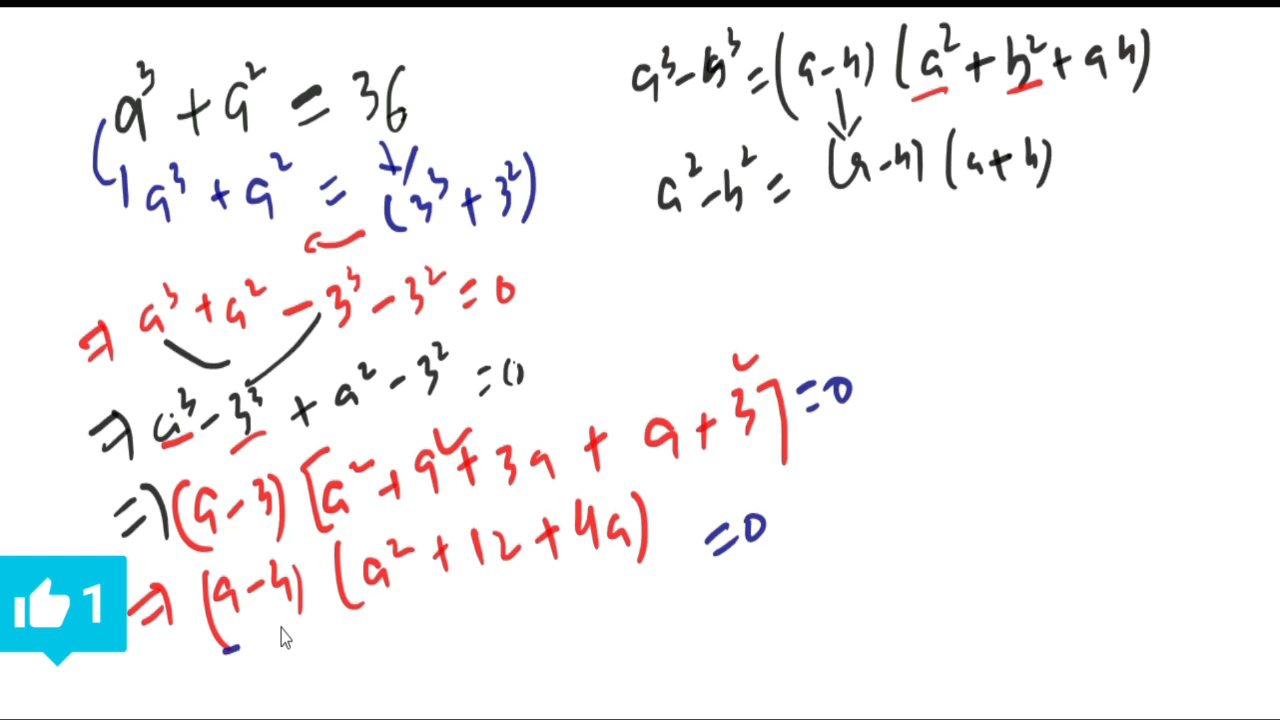 a³ + a² = 36
a³ + a² = (3³ + 3²)
⇒ a³ + a² − 3³ − 3² = 0
⇒ a³ − 3³ + a² − 3² = 0
⇒ (a−3) [a² + 9 + 3a + a + 3] = 0
⇒ (a−b) (a² + 12 + 4a) = 0
a³ − b³ = (a−b) (a² + b² + ab)
a² − b² = (a−b) (a+b)
1